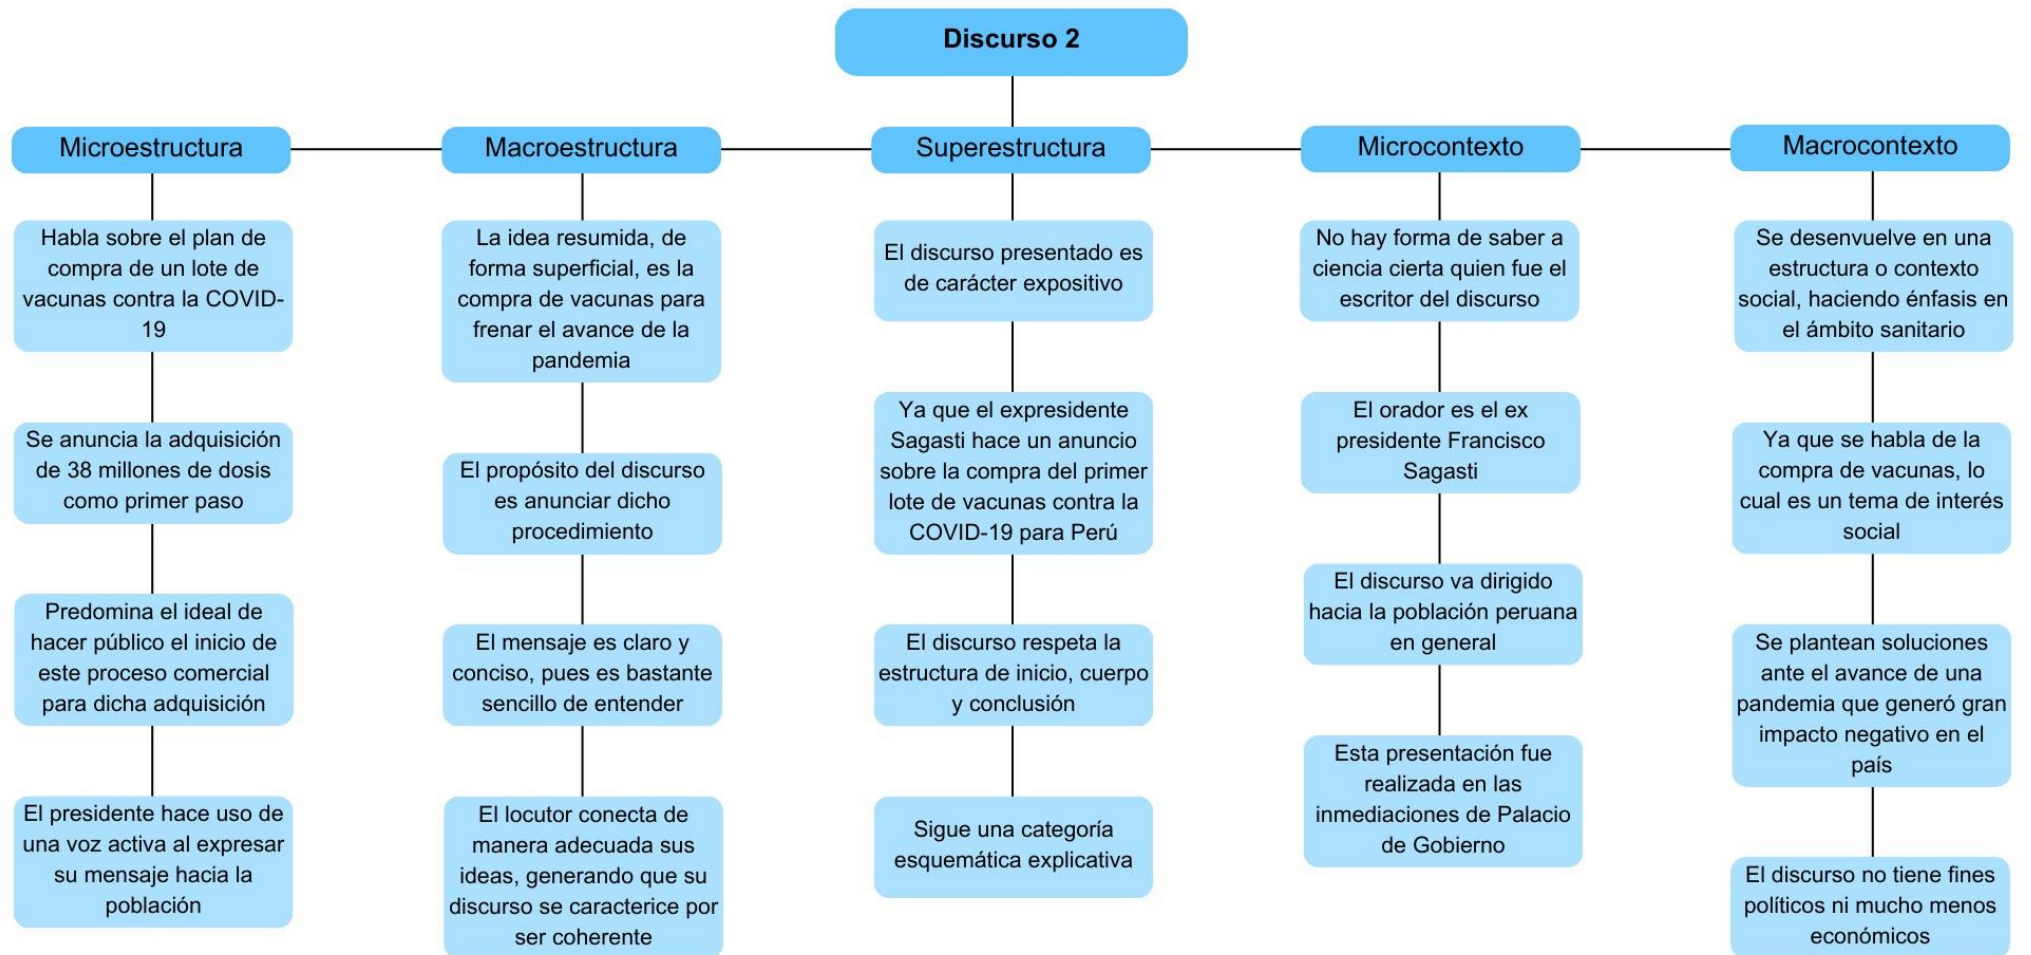 Discurso 2
Microestructura
Habla sobre el plan de
compra de un lote de
vacunas contra la COVID-
19
Se anuncia la adquisición
de 38 millones de dosis
como primer paso
Predomina el ideal de
hacer público el inicio de
este proceso comercial
para dicha adquisición
El presidente hace uso de
una voz activa al expresar
su mensaje hacia la
población
Macroestructura
La idea resumida, de
forma superficial, es la
compra de vacunas para
frenar el avance de la
pandemia
El propósito del discurso
es anunciar dicho
procedimiento
El mensaje es claro y
conciso, pues es bastante
sencillo de entender
El locutor conecta de
manera adecuada sus
ideas, generando que su
discurso se caracterice por
ser coherente
Superestructura
El discurso presentado es
de carácter expositivo
Ya que el expresidente
Sagasti hace un anuncio
sobre la compra del primer
lote de vacunas contra la
COVID-19 para Perú
El discurso respeta la
estructura de inicio, cuerpo
y conclusión
Sigue una categoría
esquemática explicativa
Microcontexto
No hay forma de saber a
ciencia cierta quien fue el
escritor del discurso
El orador es el ex
presidente Francisco
Sagasti
El discurso va dirigido
hacia la población peruana
en general
Esta presentación fue
realizada en las
inmediaciones de Palacio
de Gobierno
Macrocontexto
Se desenvuelve en una
estructura o contexto
social, haciendo énfasis en
el ámbito sanitario
Ya que se habla de la
compra de vacunas, lo
cual es un tema de interés
social
Se plantean soluciones
ante el avance de una
pandemia que generó gran
impacto negativo en el
país
El discurso no tiene fines
políticos ni mucho menos
económicos